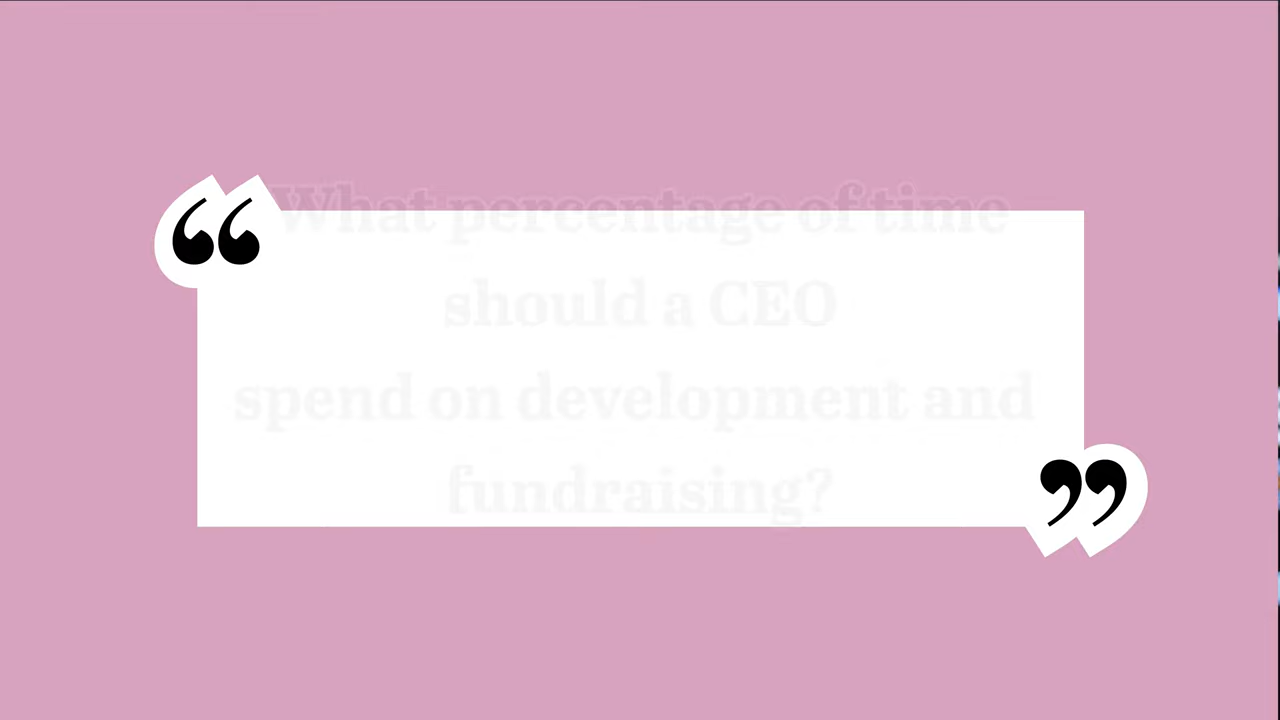 “What percentage of time
should a CEO
spend on development and
fundraising?”